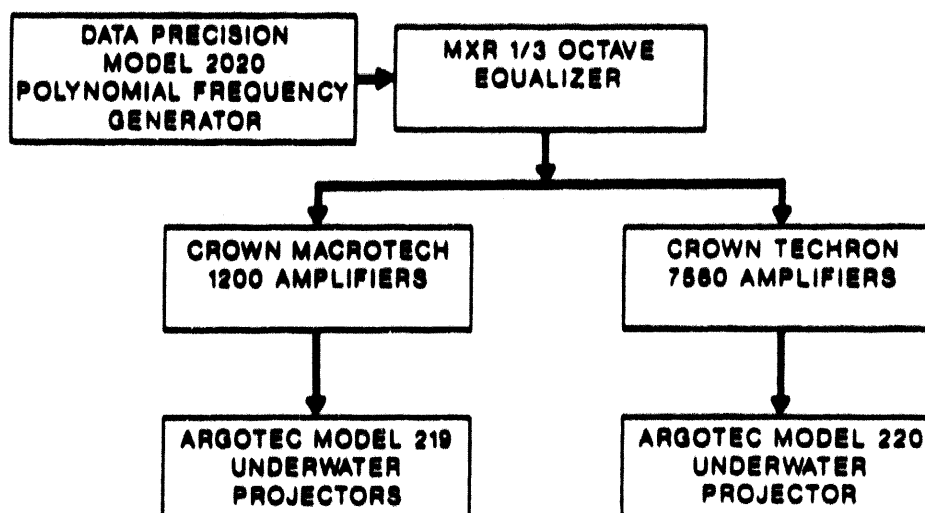 DATA PRECISION
MODEL 2020
POLYNOMIAL FREQUENCY
GENERATOR
MXR 1/3 OCTAVE
EQUALIZER
CROWN MACROTECH
1200 AMPLIFIERS
CROWN TECHRON
7560 AMPLIFIERS
ARGOTEC MODEL 219
UNDERWATER
PROJECTORS
ARGOTEC MODEL 220
UNDERWATER
PROJECTOR